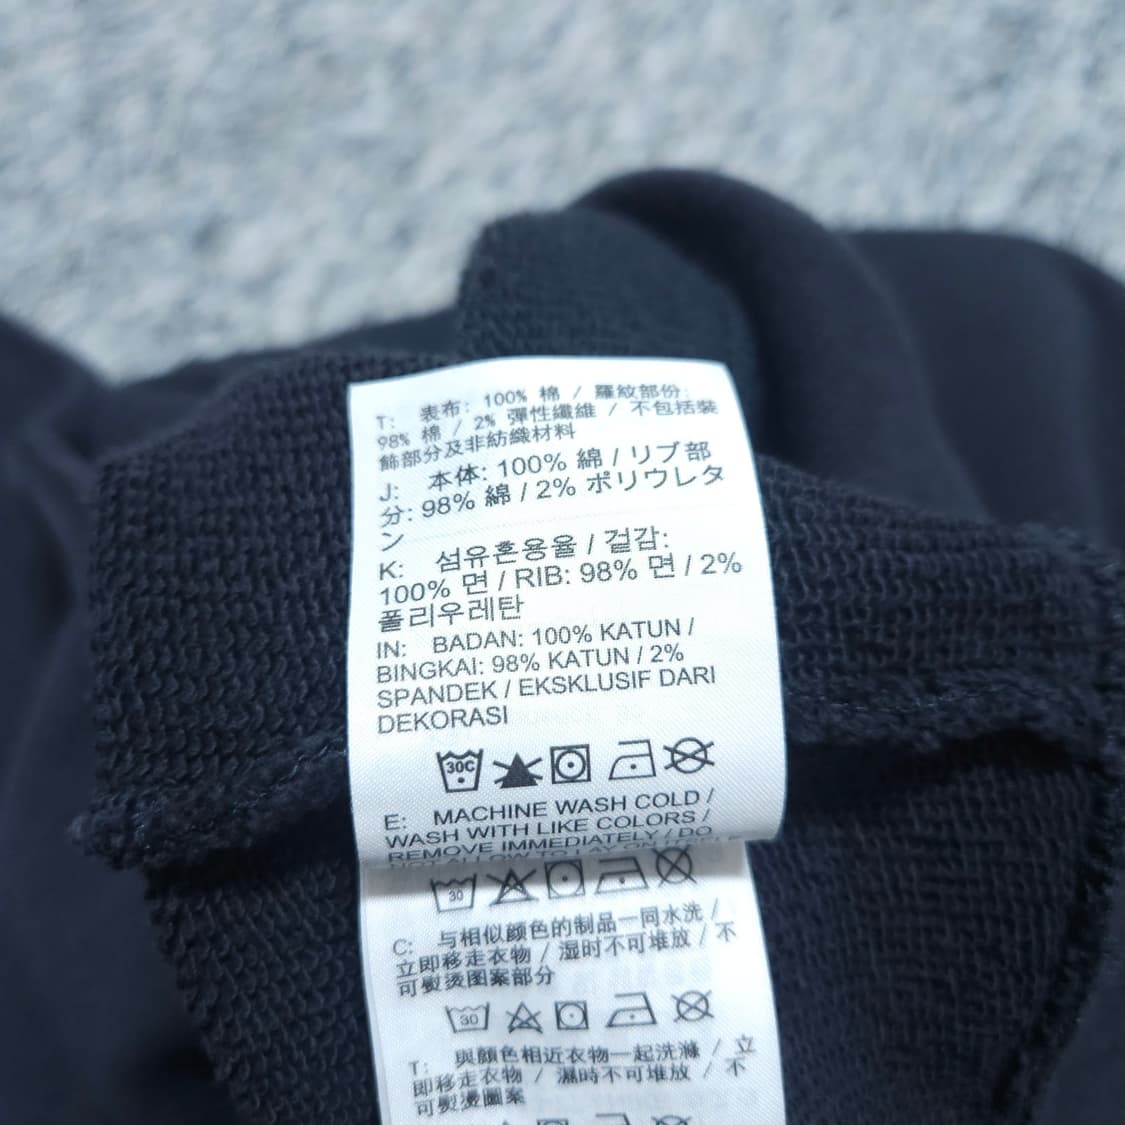 T: 表布: 100% 棉 / 羅紋部份:
98% 棉 / 2% 彈性纖維 / 不包括裝
飾部分及非紡織材料
J: 本体: 100% 綿 / リブ部
分: 98% 綿 / 2% ポリウレタ
ン
K: 섬유혼용율 / 겉감:
100% 면 / RIB: 98% 면 / 2%
폴리우레탄
IN: BADAN: 100% KATUN /
BINGKAI: 98% KATUN / 2%
SPANDEK / EKSKLUSIF DARI
DEKORASI
30C
E: MACHINE WASH COLD /
WASH WITH LIKE COLORS /
REMOVE IMMEDIATELY / DO
NOT ALLOW TO LAY ON
30
C: 与相似颜色的制品一同水洗 /
立即移走衣物 / 湿时不可堆放 / 不
可熨烫图案部分
30
T: 與顏色相近衣物一起洗滌 / 立
即移走衣物 / 濕時不可堆放 / 不
可熨燙圖案